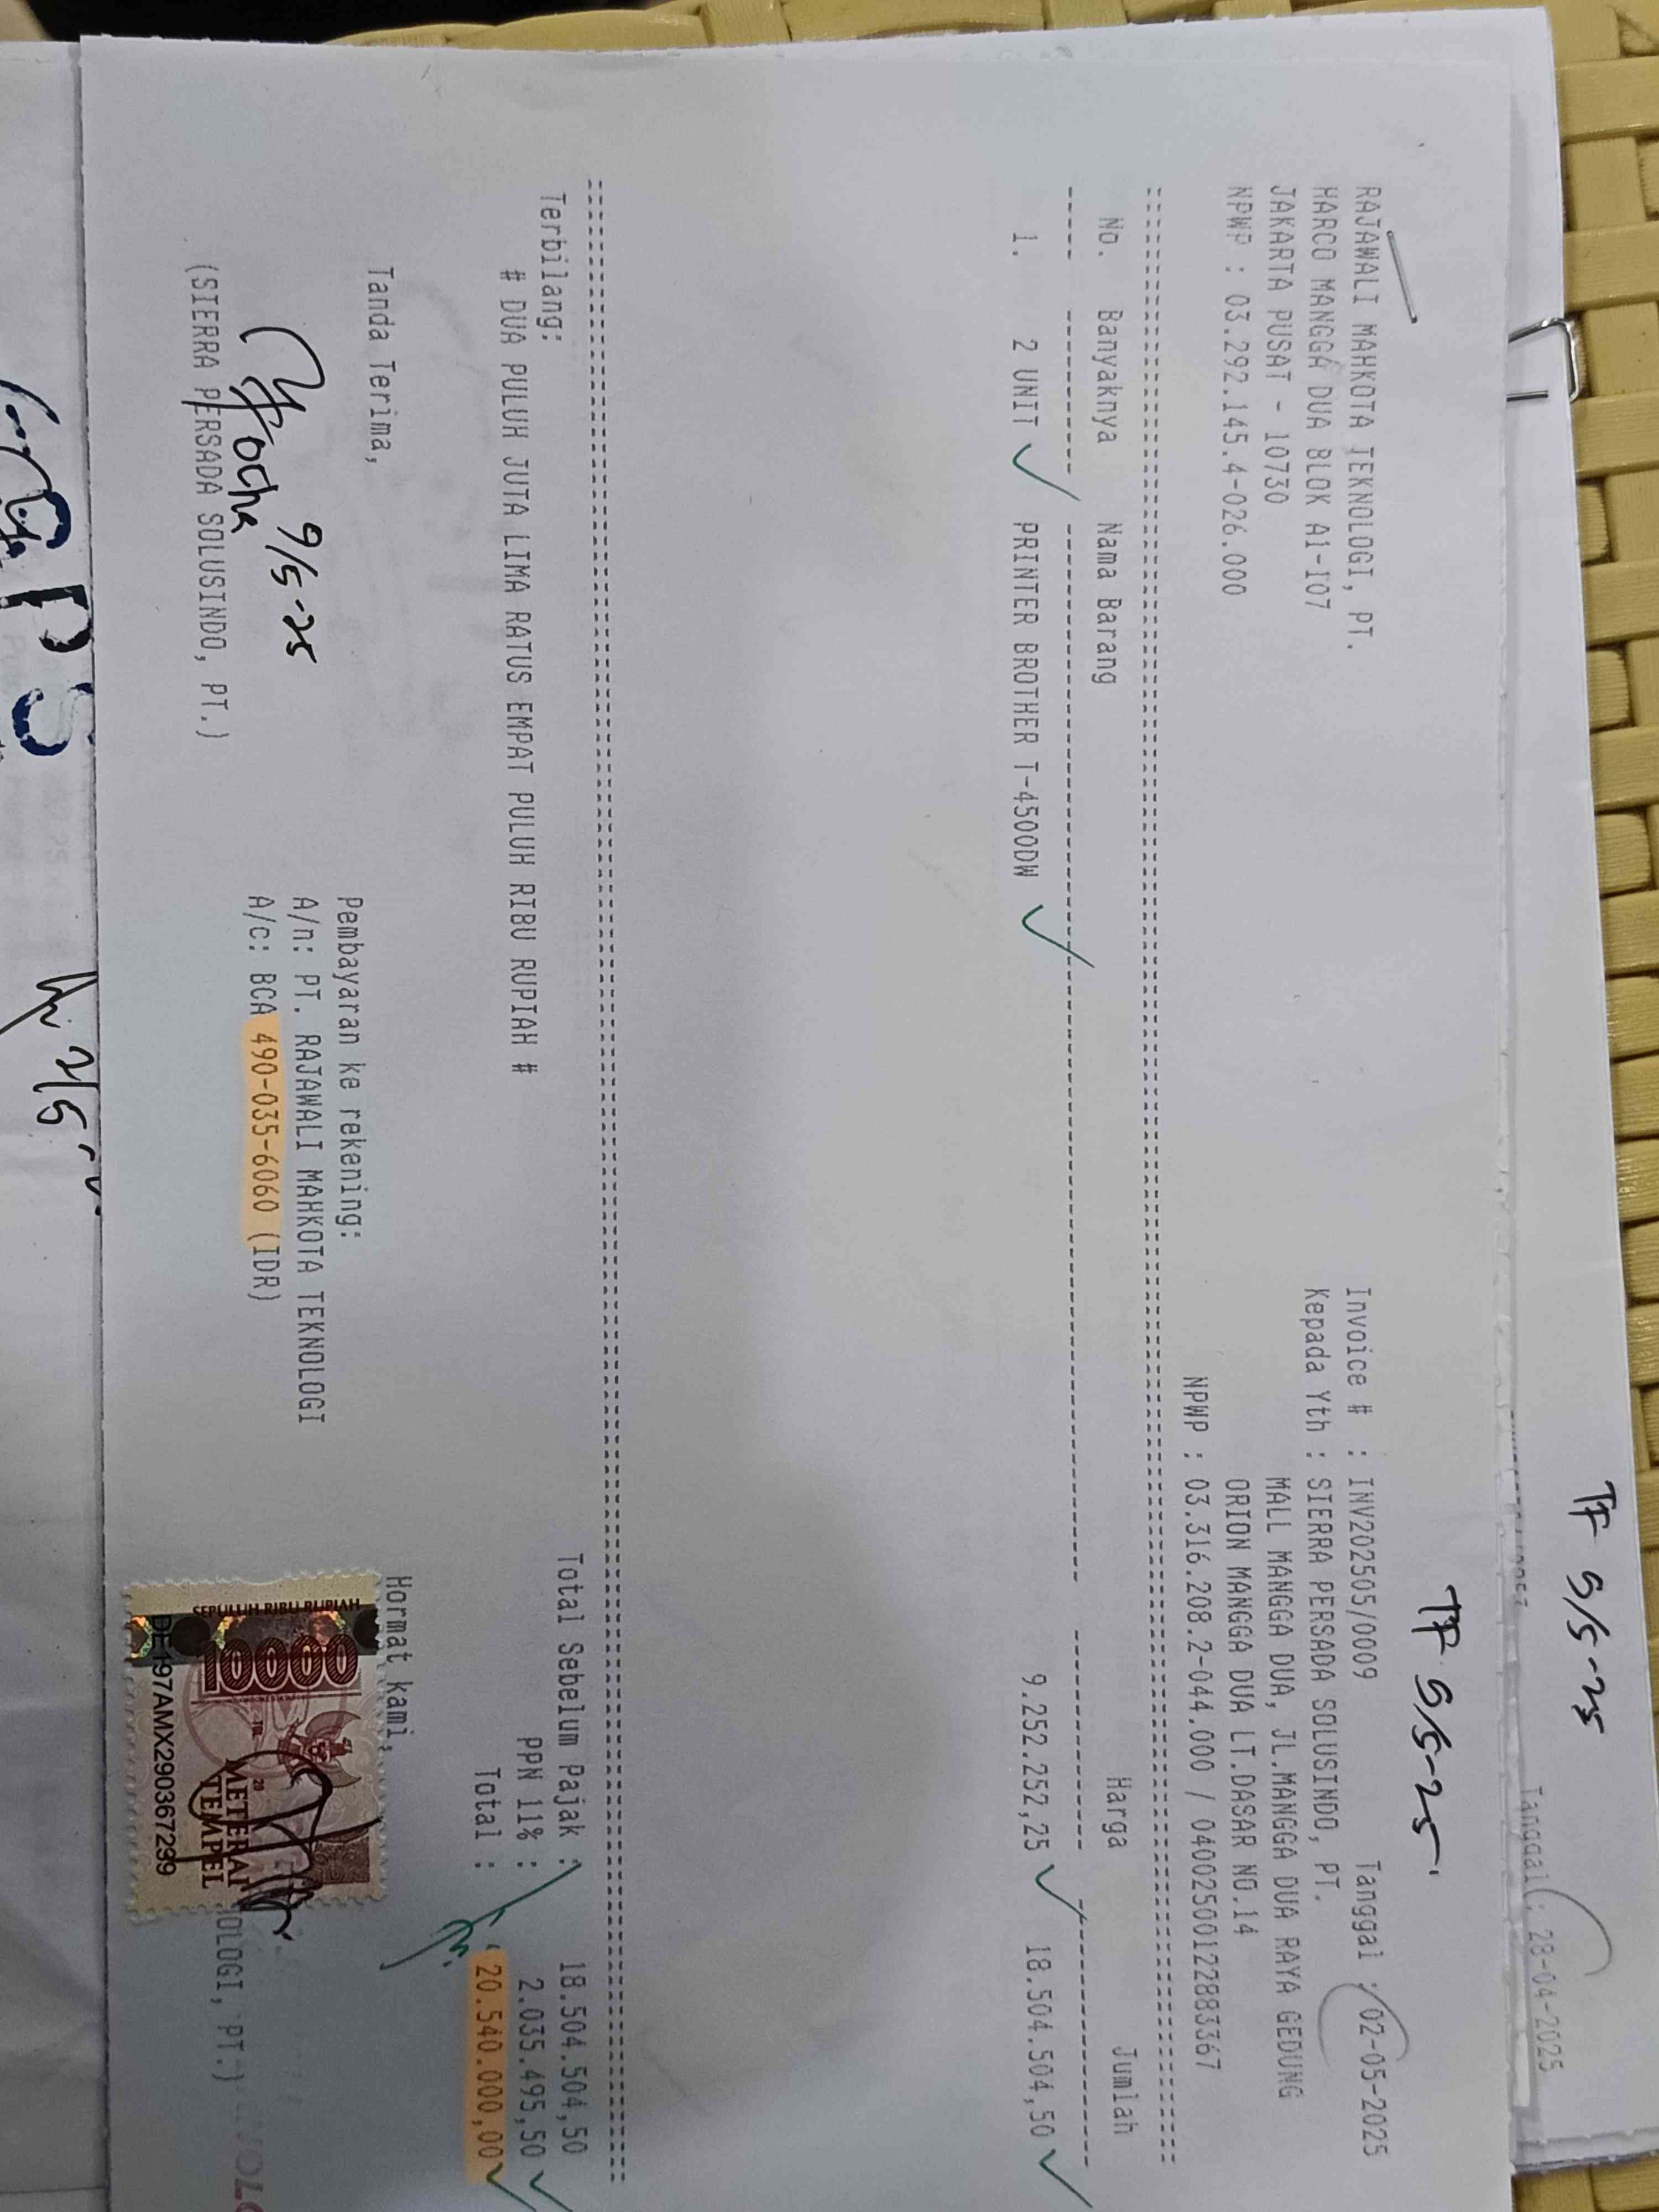 TF 5/5-25
Tanggal : 28-04-2025
TF 5/5-25
RAJAWALI MAHKOTA TEKNOLOGI, PT.
HARCO MANGGA DUA BLOK A1-107
JAKARTA PUSAT - 10730
NPWP : 03.292.145.4-026.000
Invoice # : INV202505/0009 Tanggal : 02-05-2025
Kepada Yth : SIERRA PERSADA SOLUSINDO, PT.
MALL MANGGA DUA, JL.MANGGA DUA RAYA GEDUNG
ORION MANGGA DUA LT.DASAR NO.14
NPWP : 03.316.208.2-044.000 / 04002500122883367
No. Banyaknya Nama Barang Harga Jumlah
1. 2 UNIT PRINTER BROTHER T-4500DW 9.252.252,25 18.504.504,50
Total Sebelum Pajak : 18.504.504,50
PPN 11% : 2.035.495,50
Total : 20.540.000,00
Terbilang:
# DUA PULUH JUTA LIMA RATUS EMPAT PULUH RIBU RUPIAH #
Tanda Terima,
9/5-25
Yocha
(SIERRA PERSADA SOLUSINDO, PT.)
Pembayaran ke rekening:
A/n: PT. RAJAWALI MAHKOTA TEKNOLOGI
A/c: BCA 490-035-6060 (IDR)
Hormat kami,
SEPULUH RIBU RUPIAH
10000
TGL. 20
METERAI
TEMPEL
DE197AMX290367299
OLOGI, PT.)